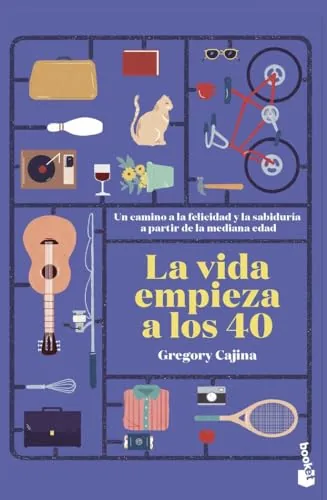 Un camino a la felicidad y la sabiduría
a partir de la mediana edad
La vida
empieza
a los 40
Gregory Cajina
booket